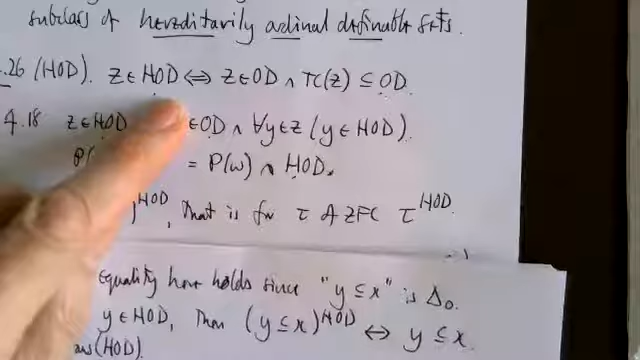 subclass of hereditarily ordinal definable sets.
.26 (HOD). z ∈ HOD ⟺ z ∈ OD ∧ TC(z) ⊆ OD.
4.18 z ∈ HOD ∈ OD ∧ ∀y ∈ z (y ∈ HOD).
P( = P(ω) ∩ HOD.
)^HOD, That is for τ ZFC τ^HOD.
Equality here holds since "y ⊆ x" is Δ₀.
y ∈ HOD, Then (y ⊆ x)^HOD ↔ y ⊆ x.
(HOD).